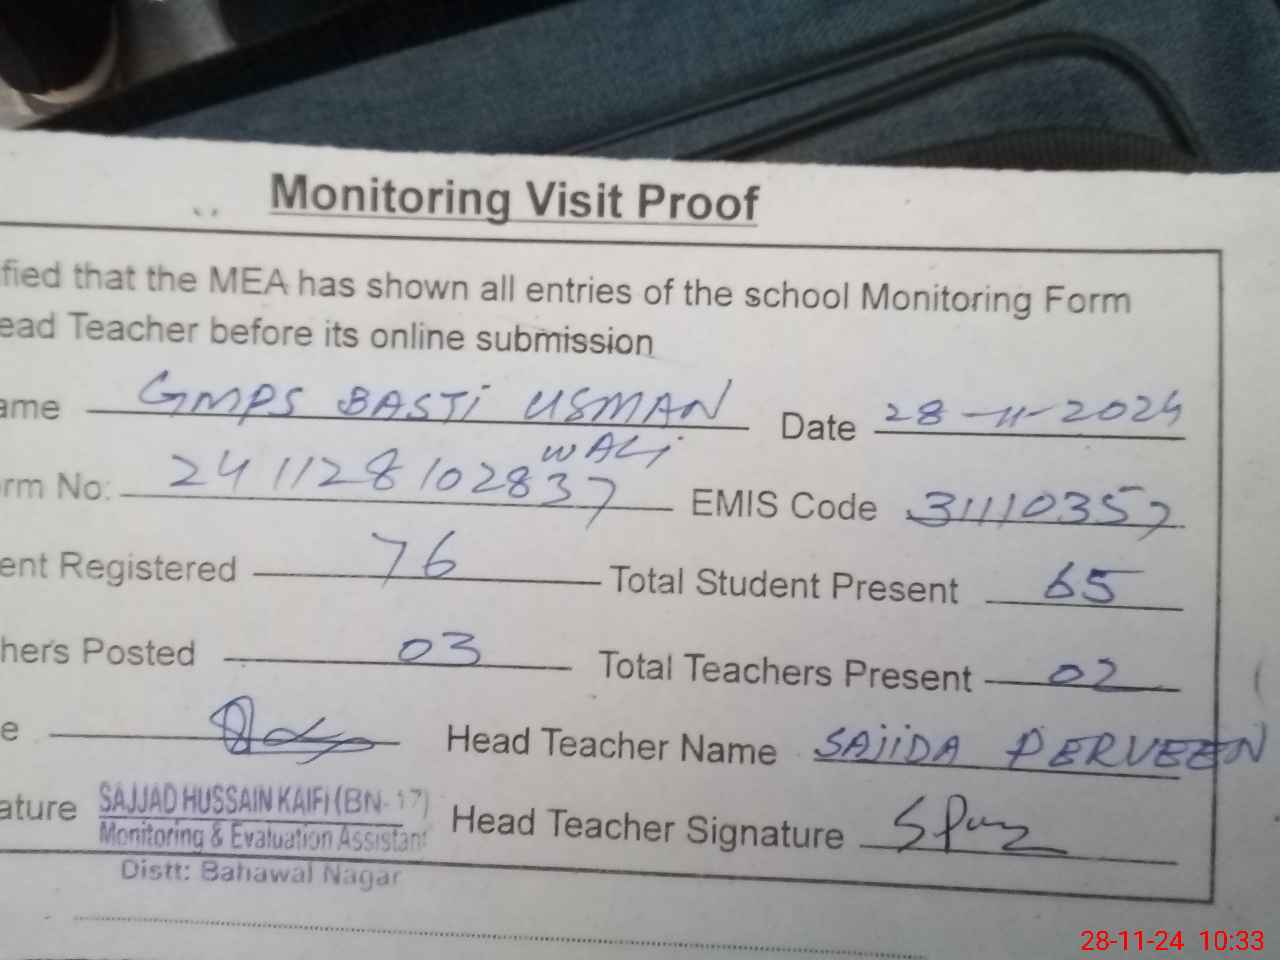 Monitoring Visit Proof
fied that the MEA has shown all entries of the school Monitoring Form
ead Teacher before its online submission
ame GMPS BASTi USMAN WALi Date 28-11-2024
rm No: 241128102837 EMIS Code 31110357
ent Registered 76 Total Student Present 65
hers Posted 03 Total Teachers Present 02
e Head Teacher Name SAJIDA PERVEEN
ature SAJJAD HUSSAIN KAIFI (BN-17) Head Teacher Signature
Monitoring & Evaluation Assistant
Distt: Bahawal Nagar
28-11-24 10:33